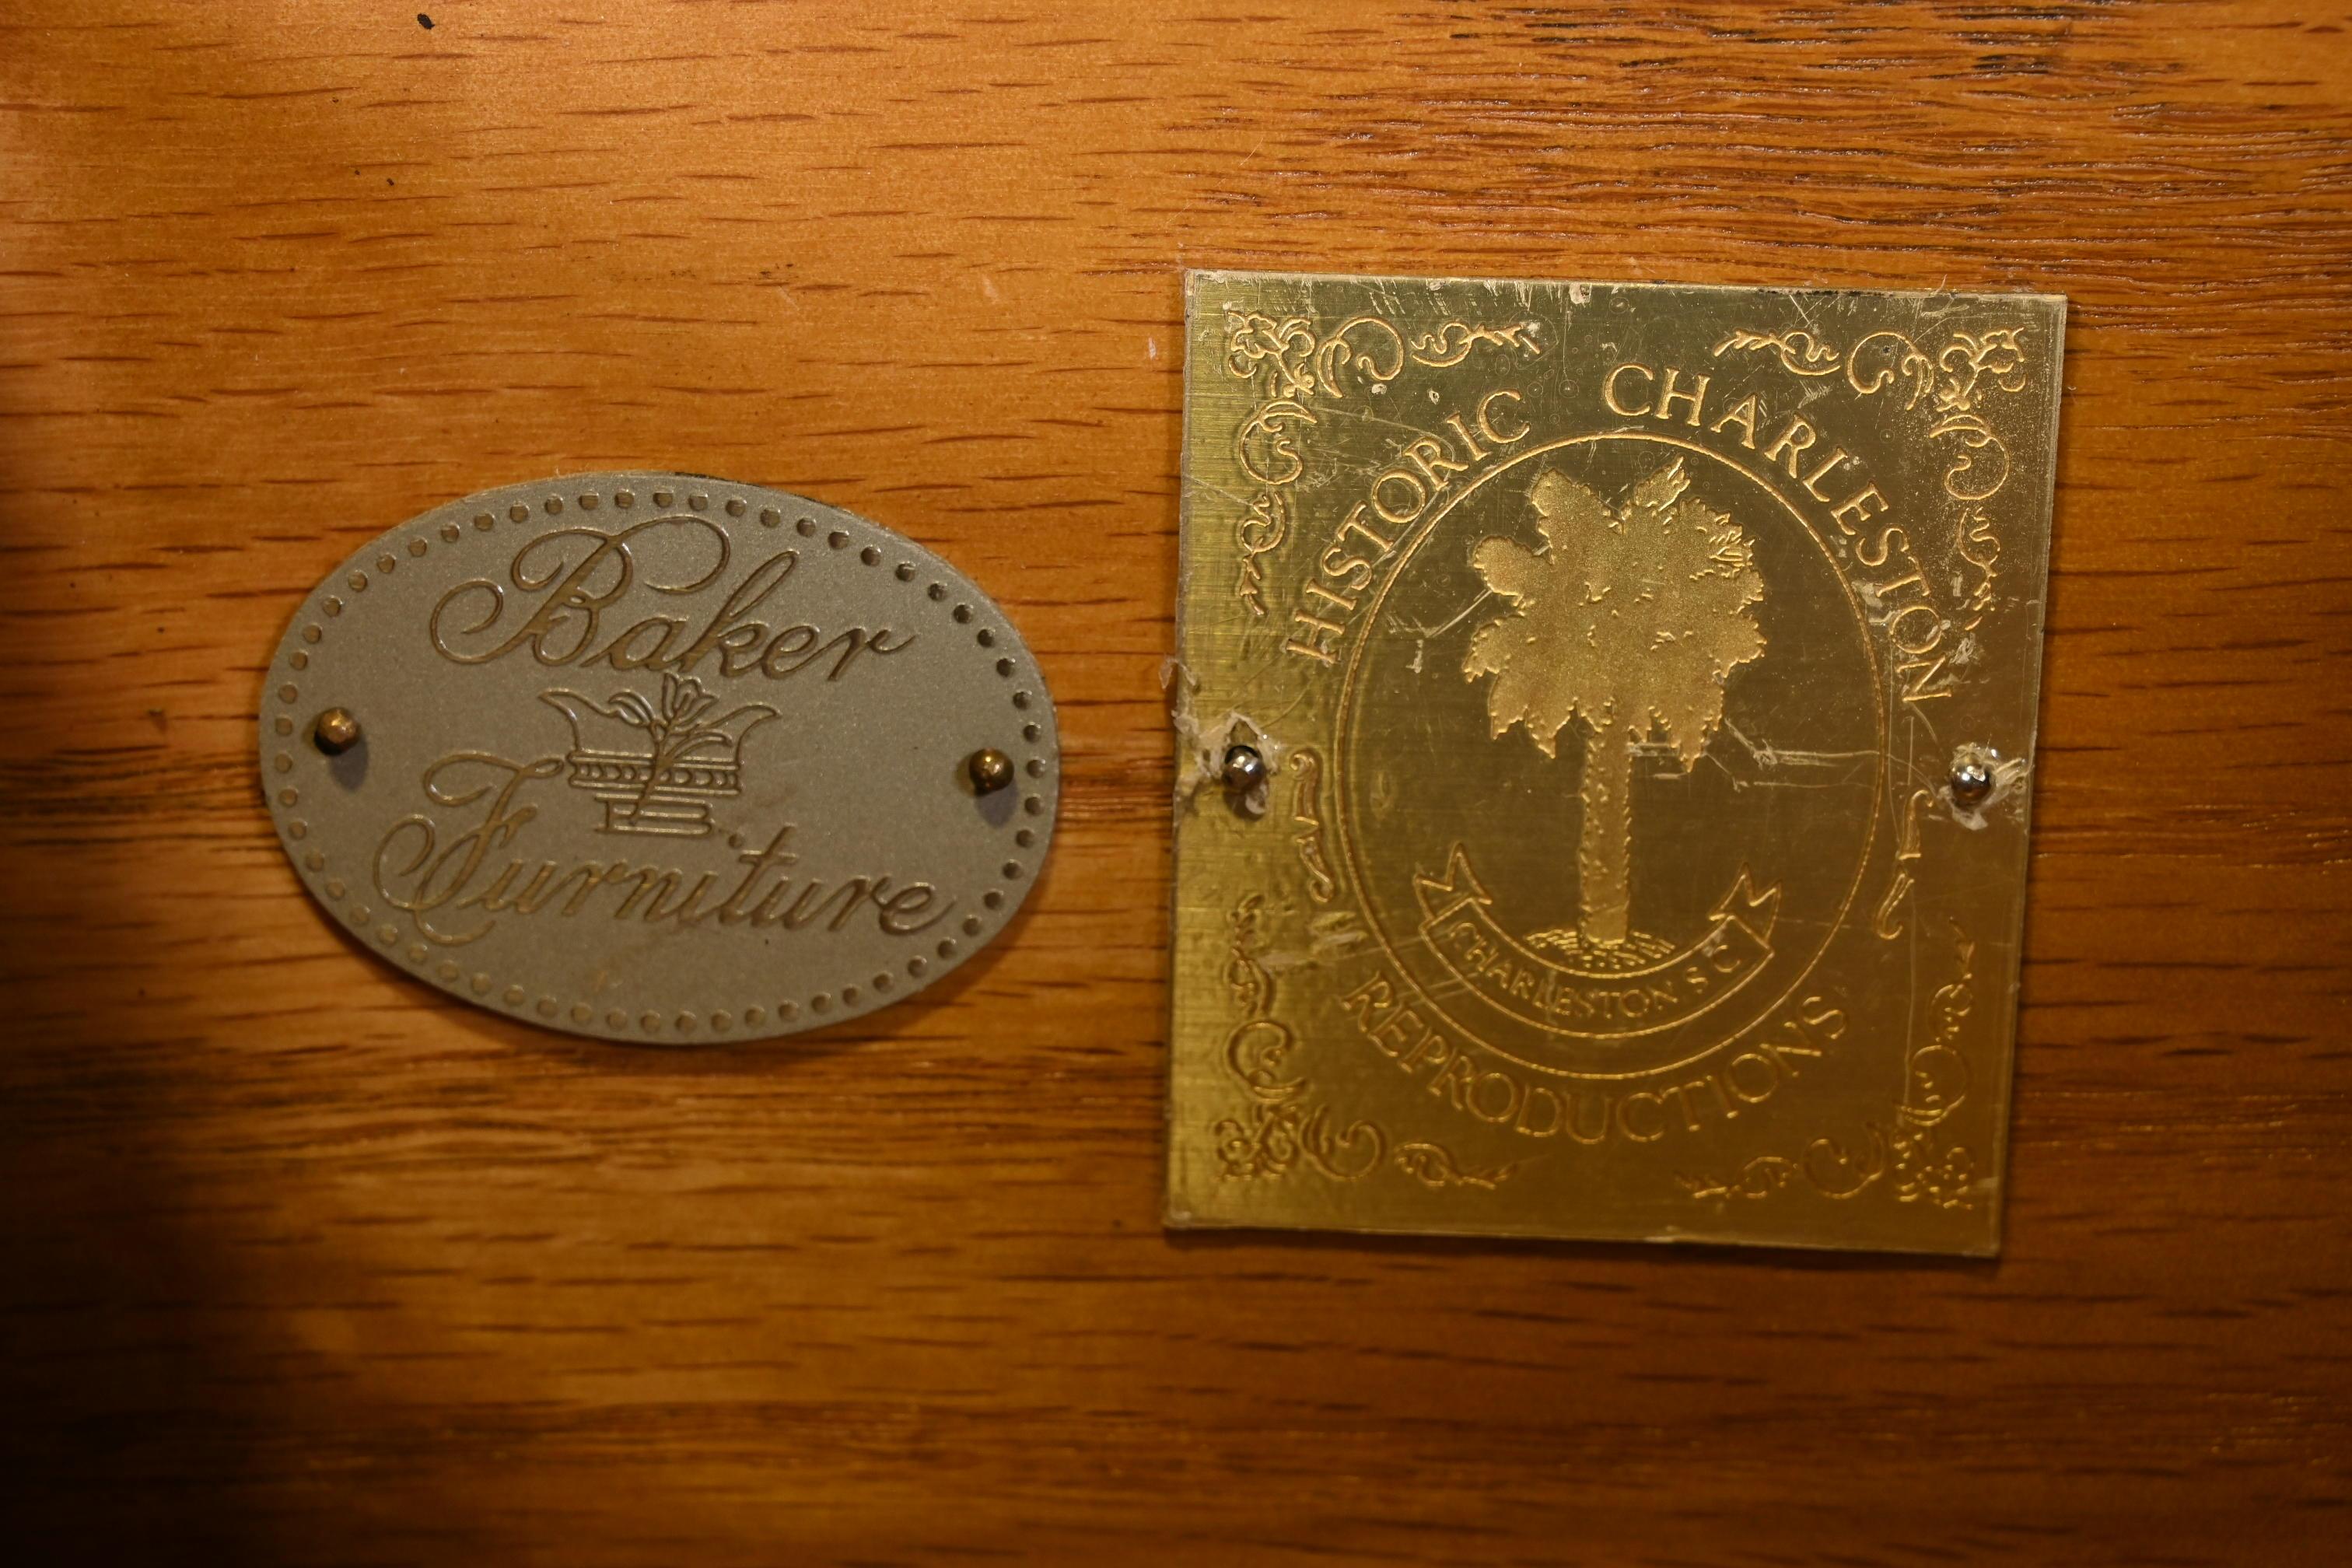 Baker
Furniture
HISTORIC CHARLESTON
CHARLESTON S C
REPRODUCTIONS